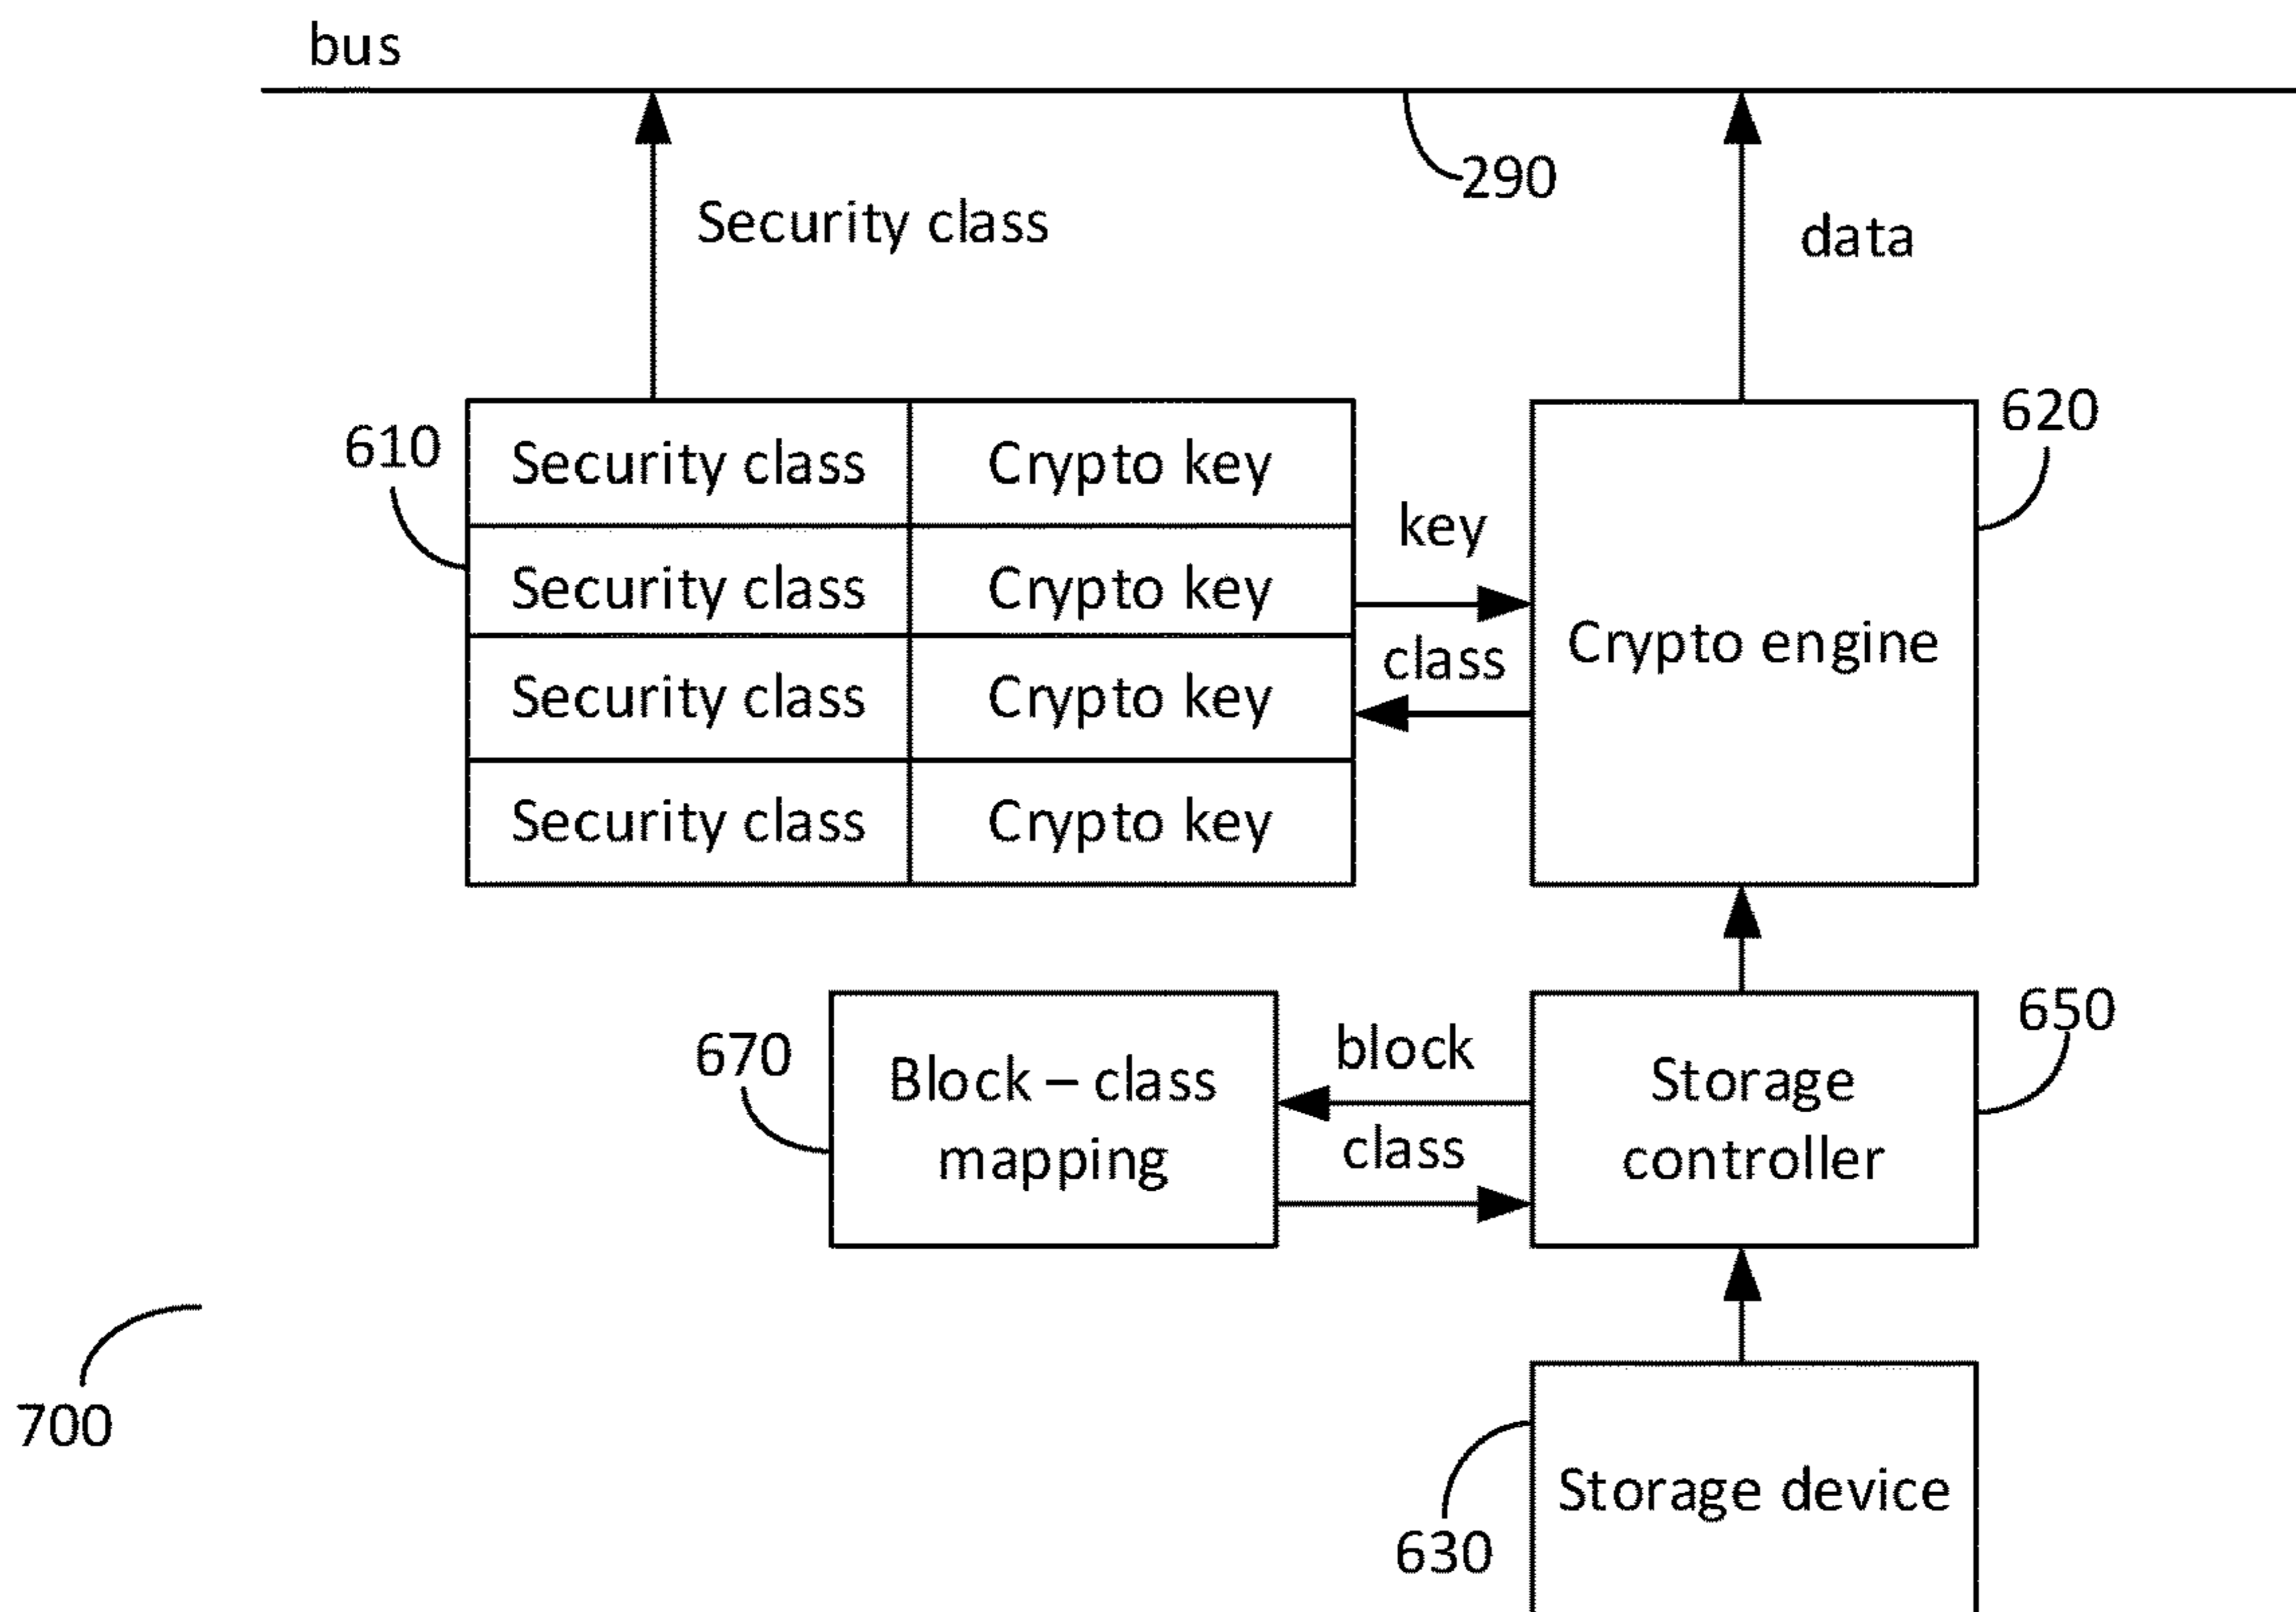 bus
290
Security class
data
610
620
Security class Crypto key
Security class Crypto key
Security class Crypto key
Security class Crypto key
key
class
Crypto engine
670
650
Block – class
mapping
block
class
Storage
controller
700
630
Storage device